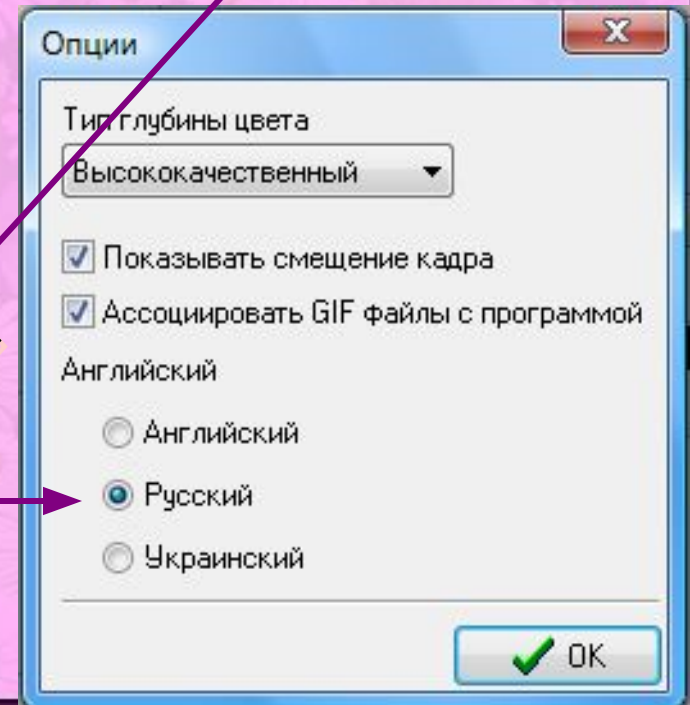 Опции
Тип глубины цвета
Высококачественный
Показывать смещение кадра
Ассоциировать GIF файлы с программой
Английский
Английский
Русский
Украинский
OK